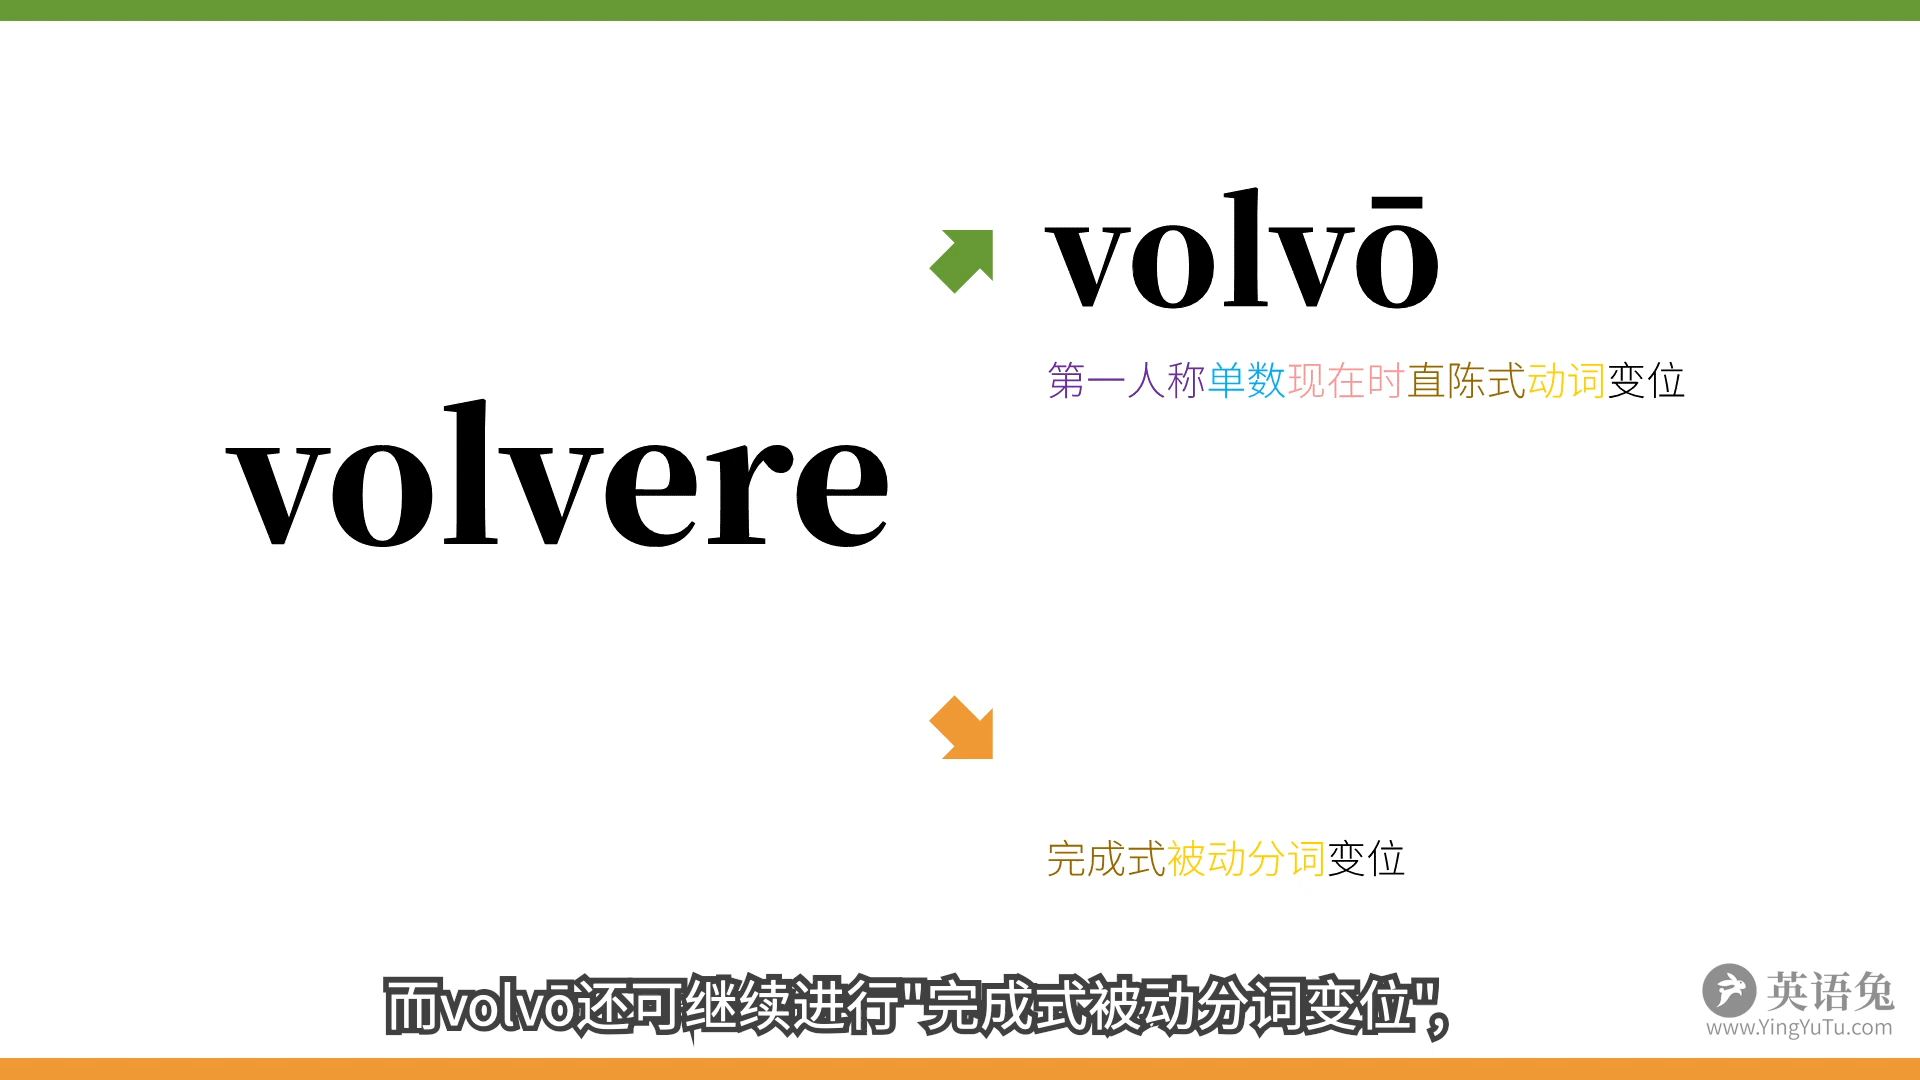 volvō
第一人称单数现在时直陈式动词变位
volvere
完成式被动分词变位
而volvo还可继续进行"完成式被动分词变位",
英语兔
www.YingYuTu.com